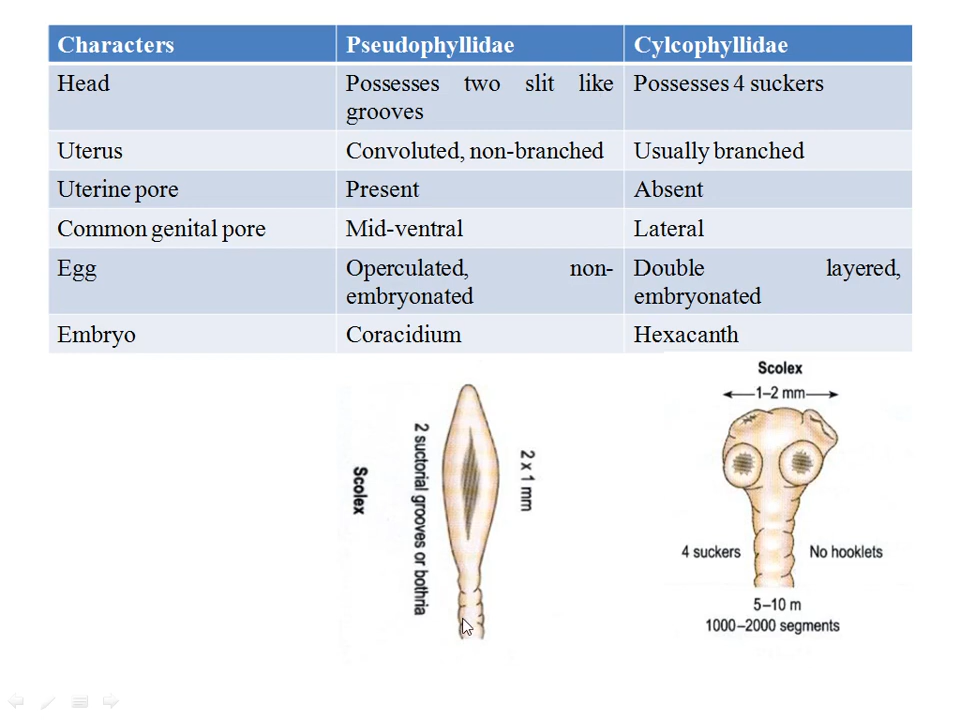 Characters Pseudophyllidae Cylcophyllidae
Head Possesses two slit like grooves Possesses 4 suckers
Uterus Convoluted, non-branched Usually branched
Uterine pore Present Absent
Common genital pore Mid-ventral Lateral
Egg Operculated, non-embryonated Double layered, embryonated
Embryo Coracidium Hexacanth
Scolex
2 suctorial grooves or bothria
2 x 1 mm
Scolex
1–2 mm
4 suckers
No hooklets
5–10 m
1000–2000 segments